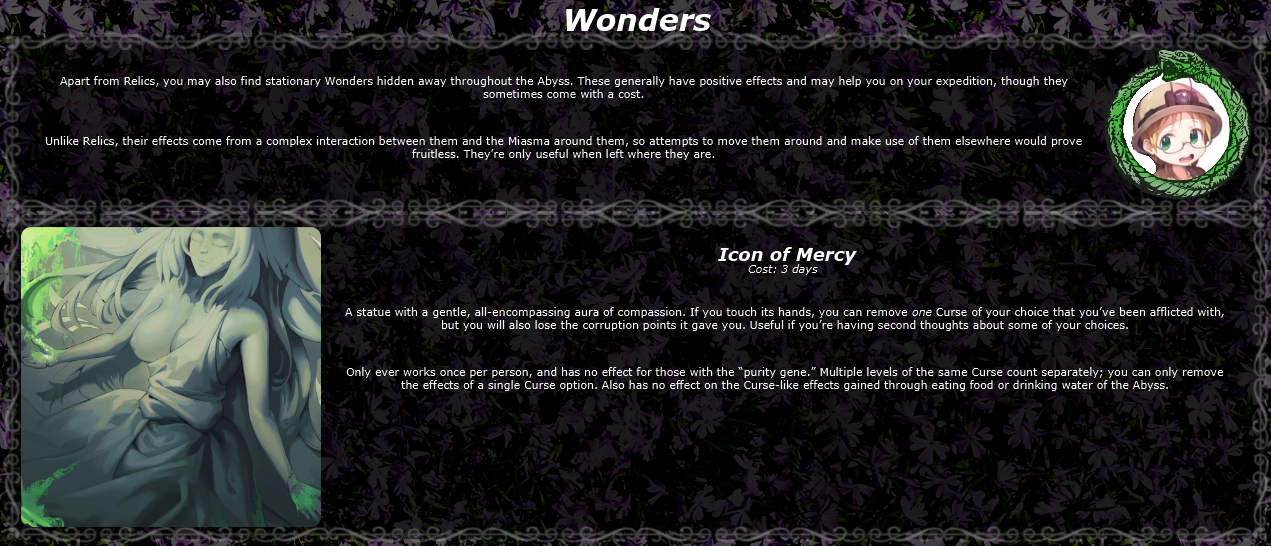 Wonders
Apart from Relics, you may also find stationary Wonders hidden away throughout the Abyss. These generally have positive effects and may help you on your expedition, though they
sometimes come with a cost.
Unlike Relics, their effects come from a complex interaction between them and the Miasma around them, so attempts to move them around and make use of them elsewhere would prove
fruitless. They’re only useful when left where they are.
Icon of Mercy
Cost: 3 days
A statue with a gentle, all-encompassing aura of compassion. If you touch its hands, you can remove one Curse of your choice that you’ve been afflicted with,
but you will also lose the corruption points it gave you. Useful if you’re having second thoughts about some of your choices.
Only ever works once per person, and has no effect for those with the “purity gene.” Multiple levels of the same Curse count separately; you can only remove
the effects of a single Curse option. Also has no effect on the Curse-like effects gained through eating food or drinking water of the Abyss.